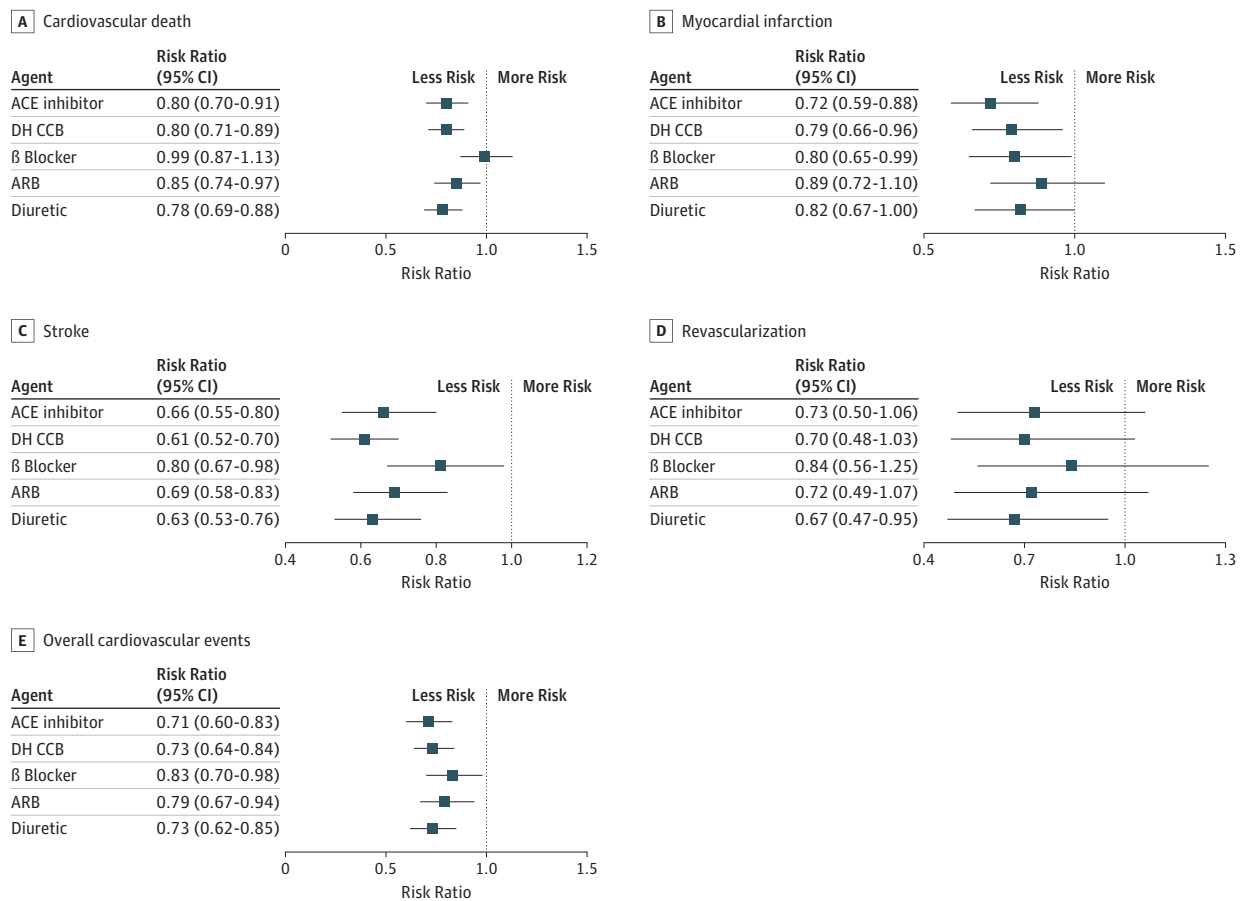 A Cardiovascular death
Risk Ratio
Agent (95% CI) Less Risk More Risk
ACE inhibitor 0.80 (0.70-0.91)
DH CCB 0.80 (0.71-0.89)
ß Blocker 0.99 (0.87-1.13)
ARB 0.85 (0.74-0.97)
Diuretic 0.78 (0.69-0.88)
0 0.5 1.0 1.5
Risk Ratio
B Myocardial infarction
Risk Ratio
Agent (95% CI) Less Risk More Risk
ACE inhibitor 0.72 (0.59-0.88)
DH CCB 0.79 (0.66-0.96)
ß Blocker 0.80 (0.65-0.99)
ARB 0.89 (0.72-1.10)
Diuretic 0.82 (0.67-1.00)
0.5 1.0 1.5
Risk Ratio
C Stroke
Risk Ratio
Agent (95% CI) Less Risk More Risk
ACE inhibitor 0.66 (0.55-0.80)
DH CCB 0.61 (0.52-0.70)
ß Blocker 0.80 (0.67-0.98)
ARB 0.69 (0.58-0.83)
Diuretic 0.63 (0.53-0.76)
0.4 0.6 0.8 1.0 1.2
Risk Ratio
D Revascularization
Risk Ratio
Agent (95% CI) Less Risk More Risk
ACE inhibitor 0.73 (0.50-1.06)
DH CCB 0.70 (0.48-1.03)
ß Blocker 0.84 (0.56-1.25)
ARB 0.72 (0.49-1.07)
Diuretic 0.67 (0.47-0.95)
0.4 0.7 1.0 1.3
Risk Ratio
E Overall cardiovascular events
Risk Ratio
Agent (95% CI) Less Risk More Risk
ACE inhibitor 0.71 (0.60-0.83)
DH CCB 0.73 (0.64-0.84)
ß Blocker 0.83 (0.70-0.98)
ARB 0.79 (0.67-0.94)
Diuretic 0.73 (0.62-0.85)
0 0.5 1.0 1.5
Risk Ratio